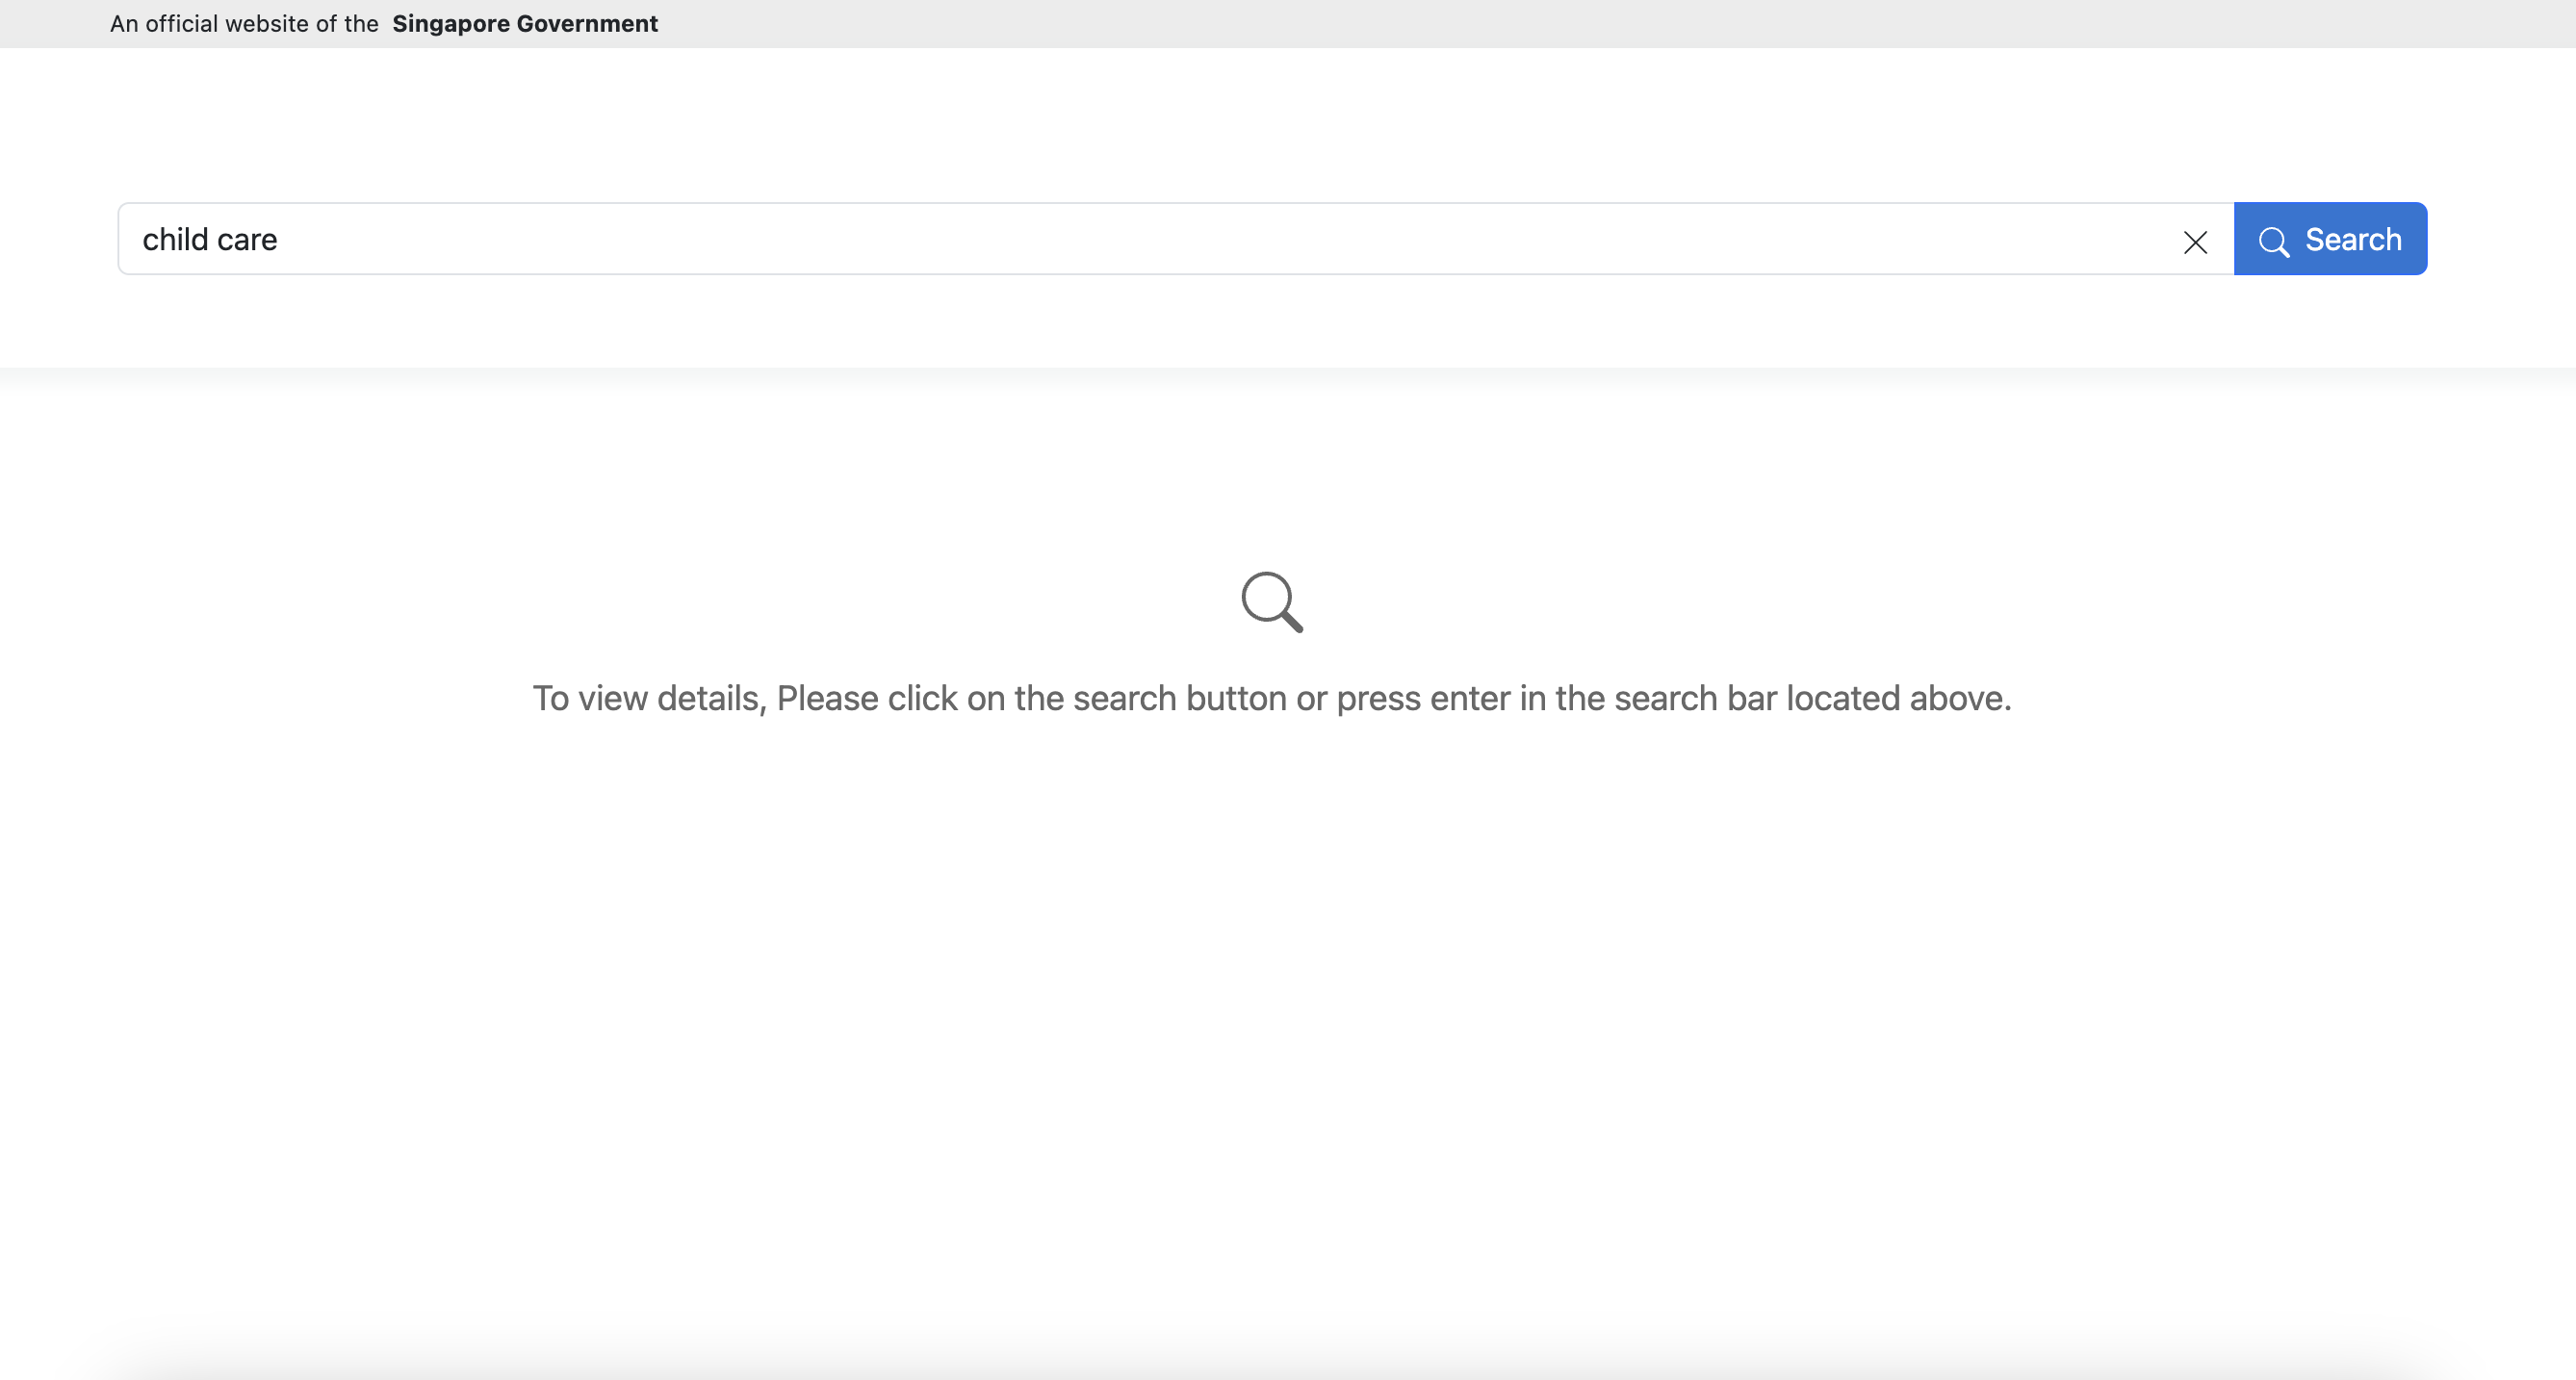 An official website of the Singapore Government
child care
Search
To view details, Please click on the search button or press enter in the search bar located above.